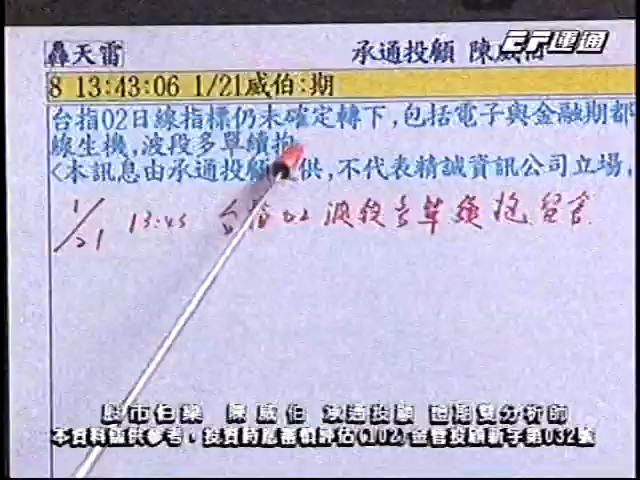 轟天雷 承通投顧 陳威伯
運通
8 13:43:06 1/21威伯:期
台指02日線指標仍未確定轉下,包括電子與金融期都
線生機,波段多單續抱
<本訊息由承通投顧提供,不代表精誠資訊公司立場,
1/21 13:45 台指02 波段多單續抱留意
股市伯樂 陳威伯 承通投顧 證期雙分析師
本資料僅供參考,投資時應審慎評估(102)金管投顧新字第032號